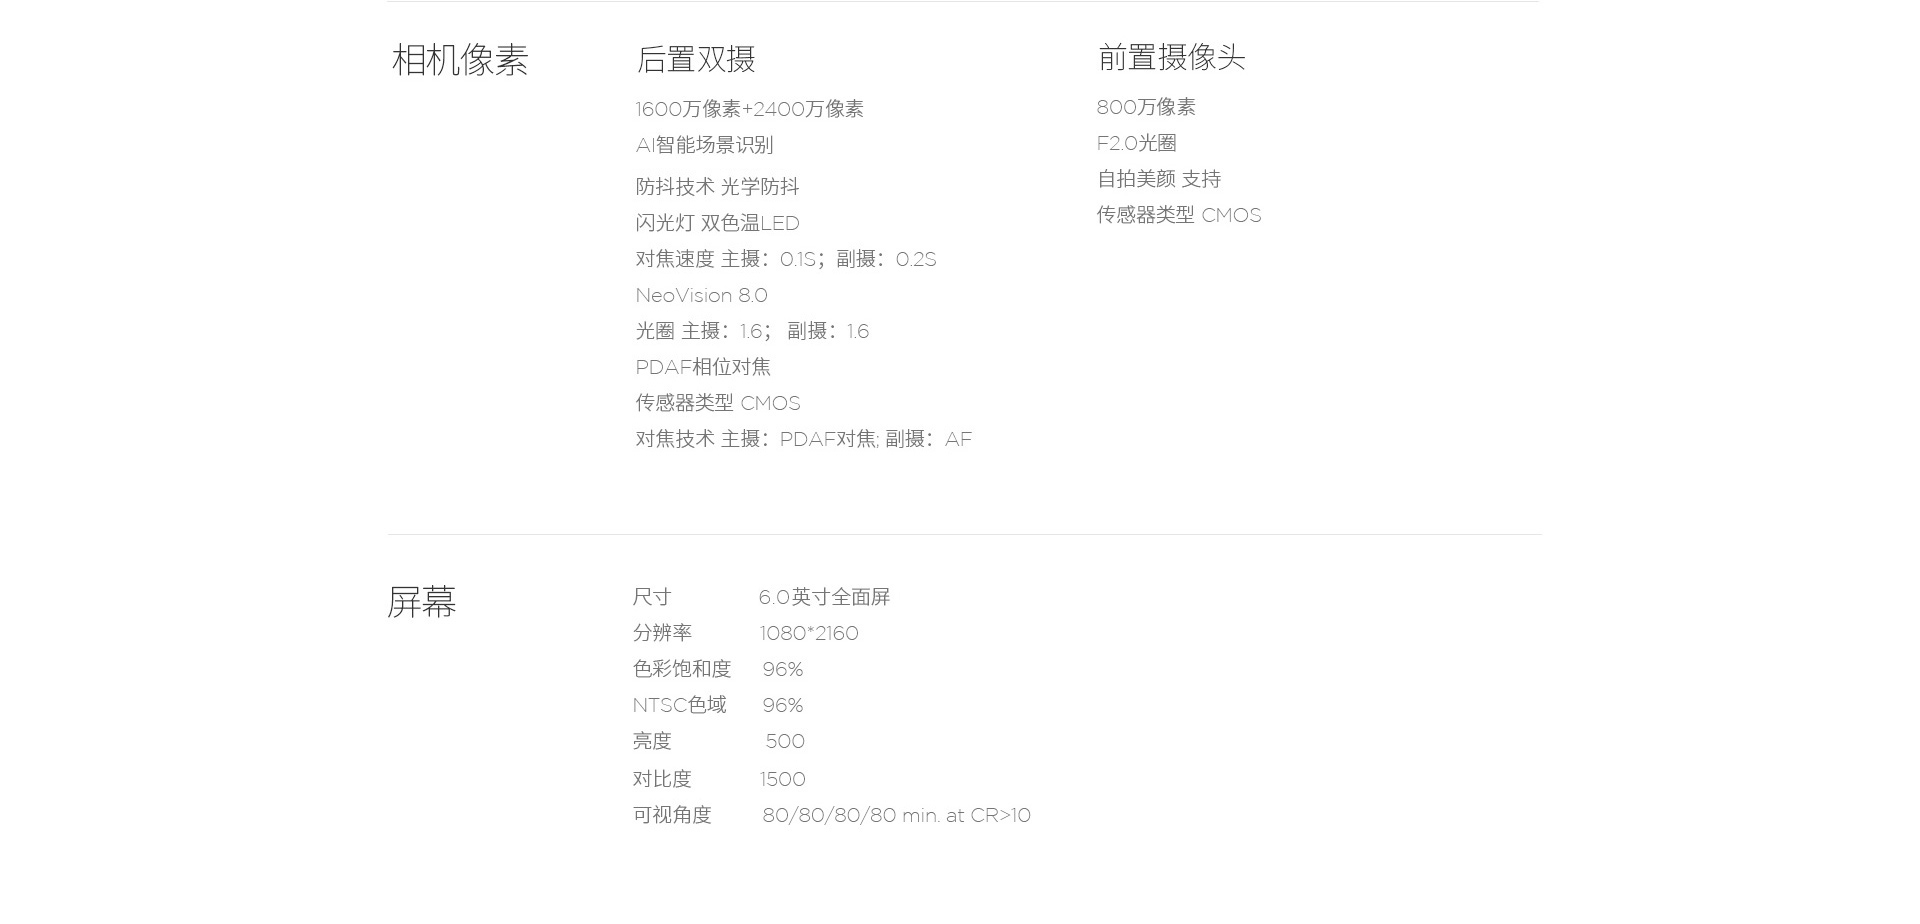 相机像素
后置双摄
1600万像素+2400万像素
AI智能场景识别
防抖技术 光学防抖
闪光灯 双色温LED
对焦速度 主摄：0.1S；副摄：0.2S
NeoVision 8.0
光圈 主摄：1.6； 副摄：1.6
PDAF相位对焦
传感器类型 CMOS
对焦技术 主摄：PDAF对焦; 副摄：AF
前置摄像头
800万像素
F2.0光圈
自拍美颜 支持
传感器类型 CMOS
屏幕
尺寸 6.0英寸全面屏
分辨率 1080*2160
色彩饱和度 96%
NTSC色域 96%
亮度 500
对比度 1500
可视角度 80/80/80/80 min. at CR>10